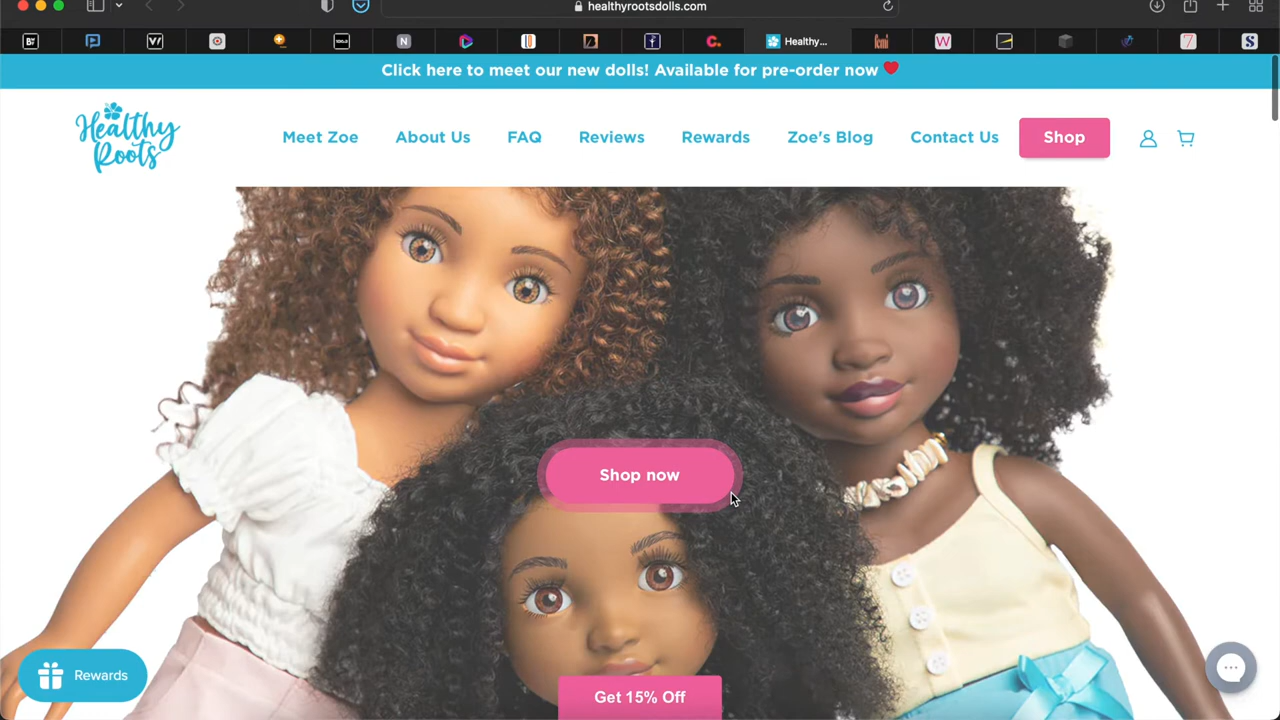 healthyrootsdolls.com
Healthy...
Click here to meet our new dolls! Available for pre-order now ❤️
Healthy
Roots
Meet Zoe
About Us
FAQ
Reviews
Rewards
Zoe's Blog
Contact Us
Shop
Shop now
Rewards
Get 15% Off